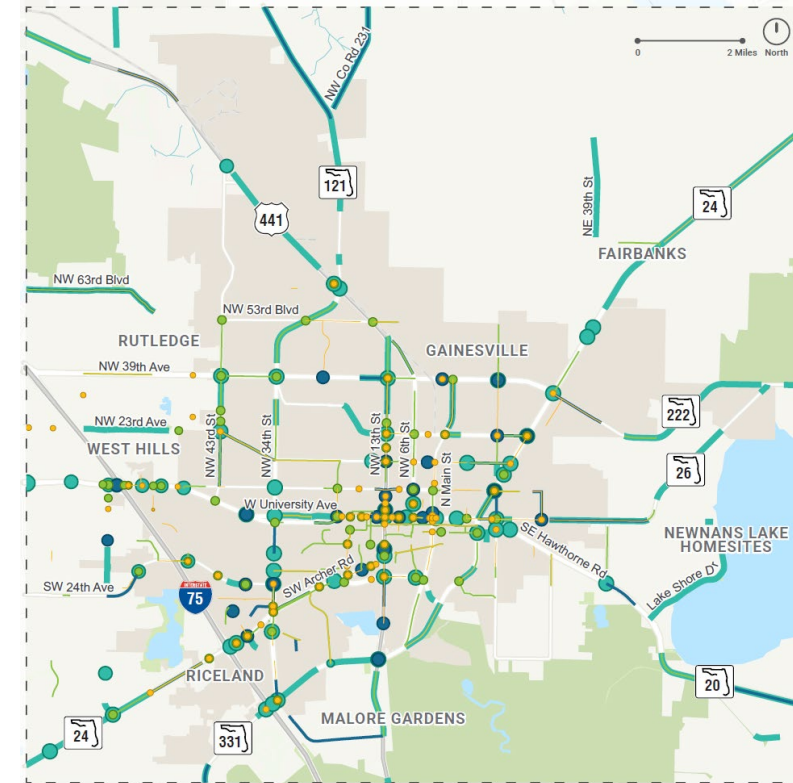 NW Co Rd 231
0
2 Miles
North
121
441
NE 39th St
24
FAIRBANKS
NW 63rd Blvd
NW 53rd Blvd
RUTLEDGE
GAINESVILLE
NW 39th Ave
222
NW 23rd Ave
NW 43rd St
NW 34th St
NW 13th St
NW 6th St
N Main St
WEST HILLS
26
W University Ave
NEWNANS LAKE
HOMESITES
SE Hawthorne Rd
SW Archer Rd
SW 24th Ave
INTERSTATE
75
Lake Shore Dr
RICELAND
20
MALORE GARDENS
24
331